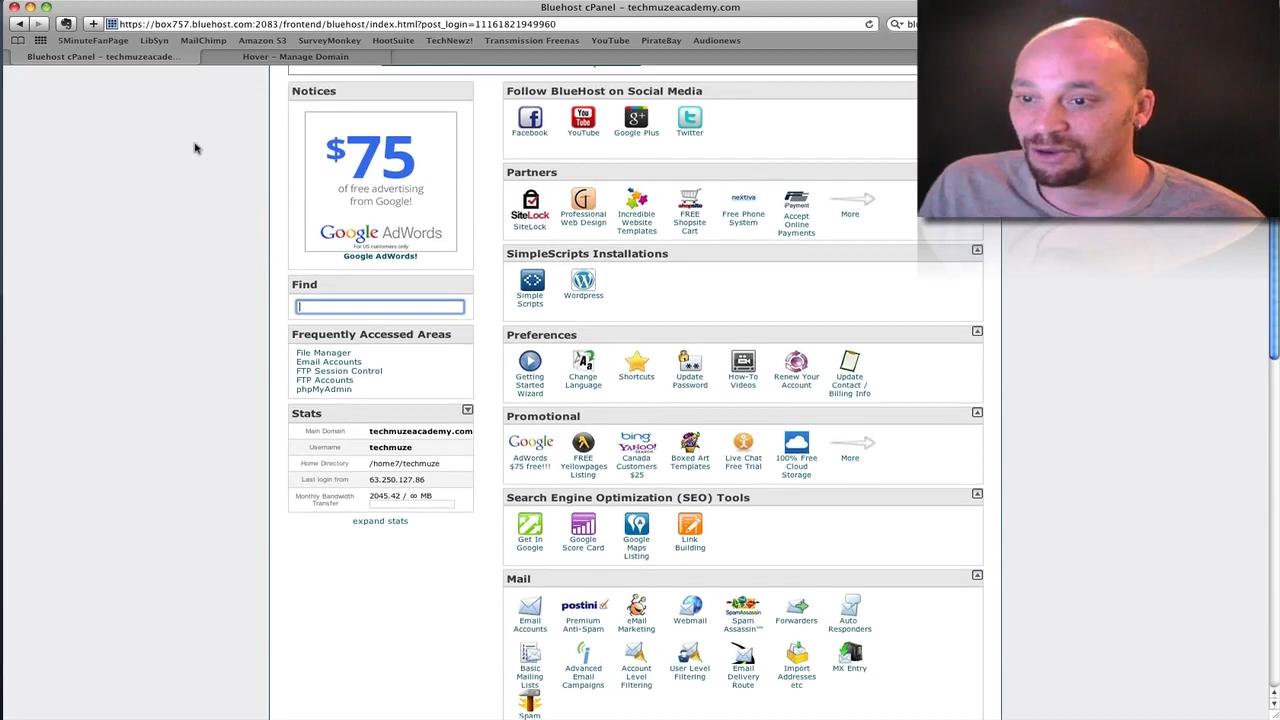 Bluehost cPanel – techmuzeacademy.com
https://box757.bluehost.com:2083/frontend/bluehost/index.html?post_login=11161821949960
5MinuteFanPage LibSyn MailChimp Amazon S3 SurveyMonkey HootSuite TechNewz! Transmission Freenas YouTube PirateBay Audionews
Bluehost cPanel – techmuzeacade...
Hover – Manage Domain
Notices
$75
of free advertising
from Google!
Google AdWords
For US customers only
Google AdWords!
Find
Frequently Accessed Areas
File Manager
Email Accounts
FTP Session Control
FTP Accounts
phpMyAdmin
Stats
Main Domain techmuzeacademy.com
Username techmuze
Home Directory /home7/techmuze
Last login from 63.250.127.86
Monthly Bandwidth Transfer 2045.42 / ∞ MB
expand stats
Follow BlueHost on Social Media
Facebook YouTube Google Plus Twitter
Partners
SiteLock
Professional Web Design
Incredible Website Templates
FREE Shopsite Cart
nextiva
Free Phone System
iPayment
Accept Online Payments
More
SimpleScripts Installations
Simple Scripts
Wordpress
Preferences
Getting Started Wizard
Change Language
Shortcuts
Update Password
How-To Videos
Renew Your Account
Update Contact / Billing Info
Promotional
Google
AdWords $75 free!!!
FREE Yellowpages Listing
bing YAHOO!
Canada Customers $25
Boxed Art Templates
Live Chat Free Trial
100% Free Cloud Storage
More
Search Engine Optimization (SEO) Tools
Get In Google
Google Score Card
Google Maps Listing
Link Building
Mail
Email Accounts
postini
Premium Anti-Spam
eMail Marketing
Webmail
SpamAssassin
Spam Assassin™
Forwarders
Auto Responders
Basic Mailing Lists
Advanced Email Campaigns
Account Level Filtering
User Level Filtering
Email Delivery Route
Import Addresses etc
MX Entry
Spam